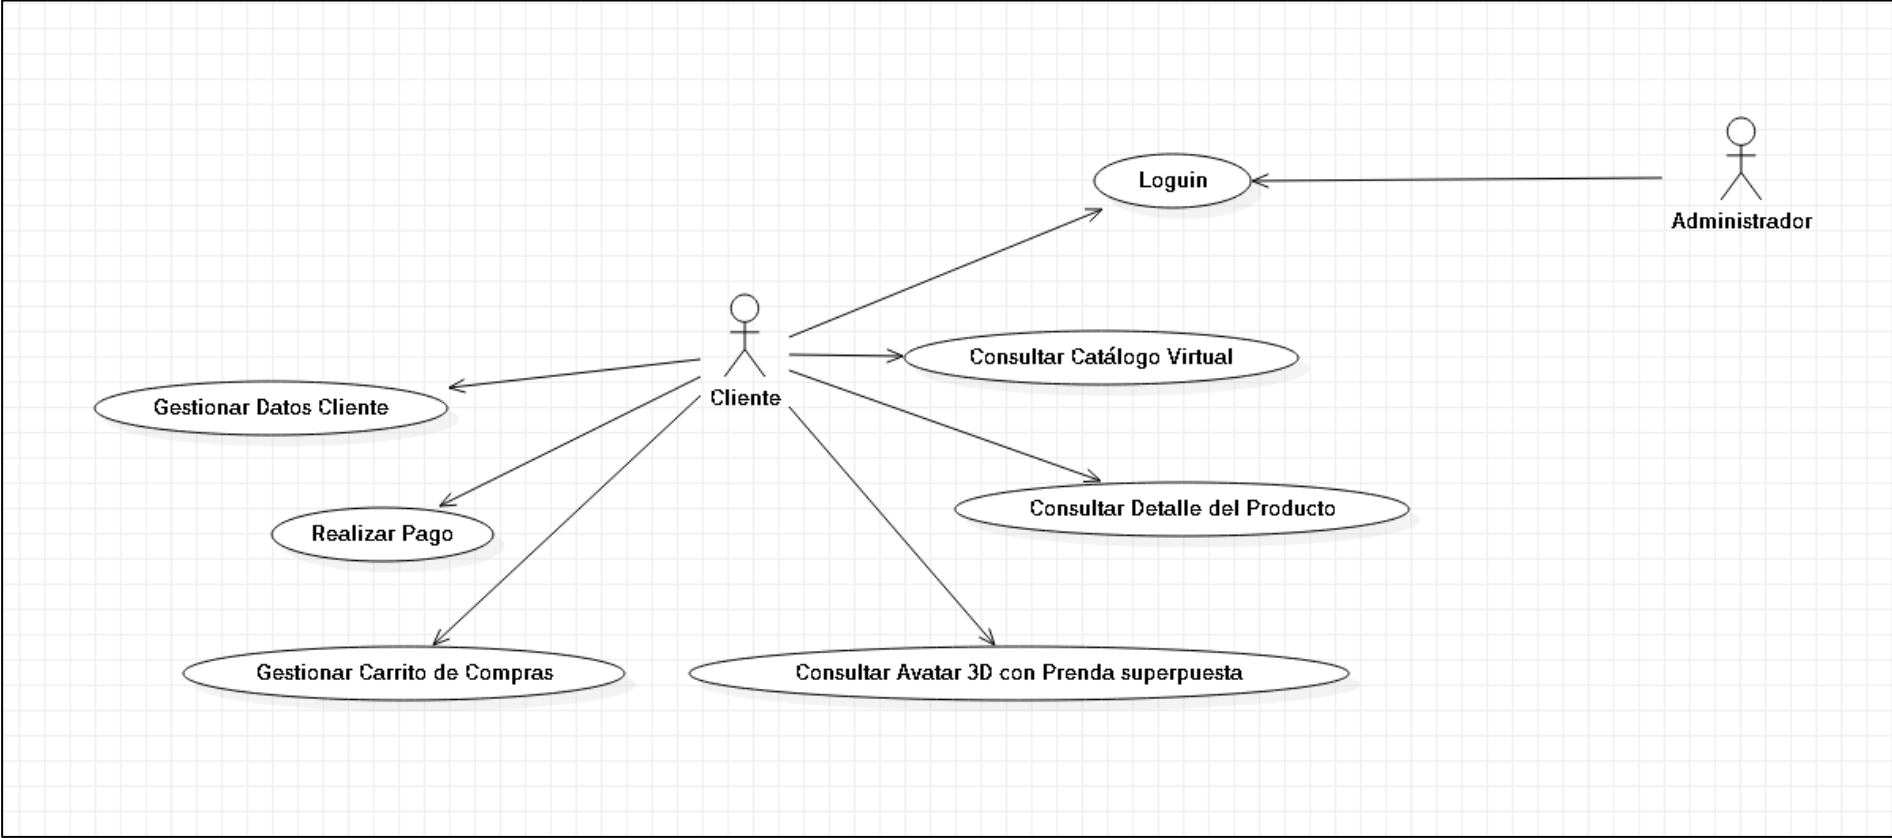 Loguin
Administrador
Consultar Catálogo Virtual
Cliente
Gestionar Datos Cliente
Consultar Detalle del Producto
Realizar Pago
Gestionar Carrito de Compras
Consultar Avatar 3D con Prenda superpuesta